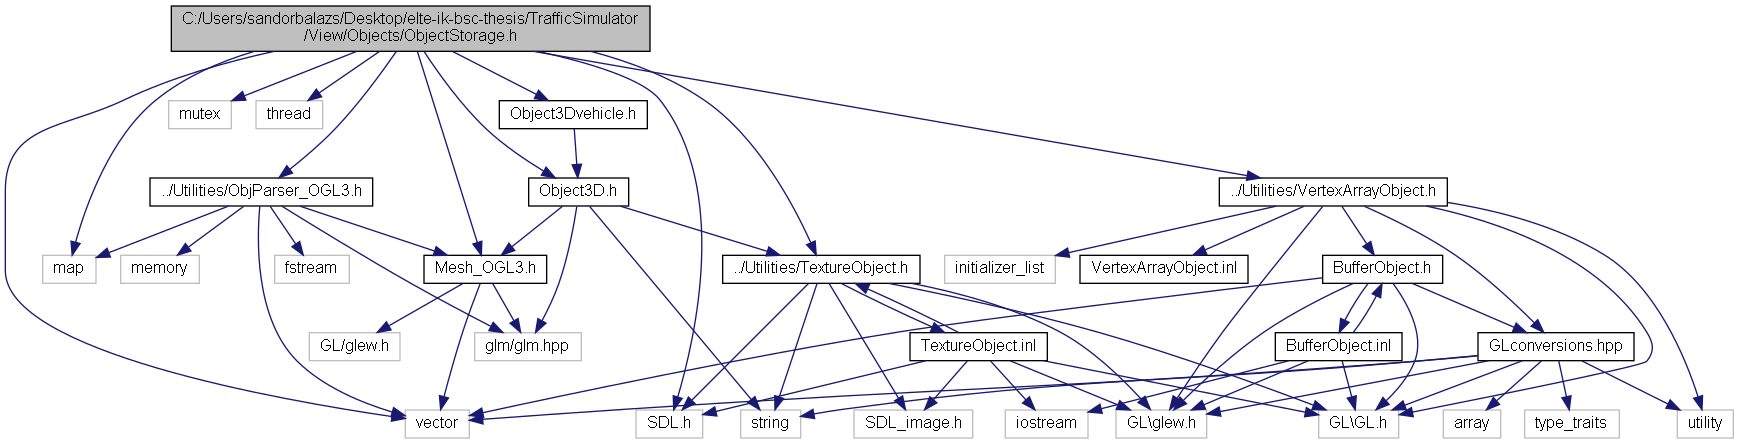 C:/Users/sandorbalazs/Desktop/elte-ik-bsc-thesis/TrafficSimulator
/View/Objects/ObjectStorage.h
mutex
thread
Object3Dvehicle.h
../Utilities/ObjParser_OGL3.h
Object3D.h
../Utilities/VertexArrayObject.h
map
memory
fstream
Mesh_OGL3.h
../Utilities/TextureObject.h
initializer_list
VertexArrayObject.inl
BufferObject.h
GL/glew.h
glm/glm.hpp
TextureObject.inl
BufferObject.inl
GLconversions.hpp
vector
SDL.h
string
SDL_image.h
iostream
GL\glew.h
GL\GL.h
array
type_traits
utility